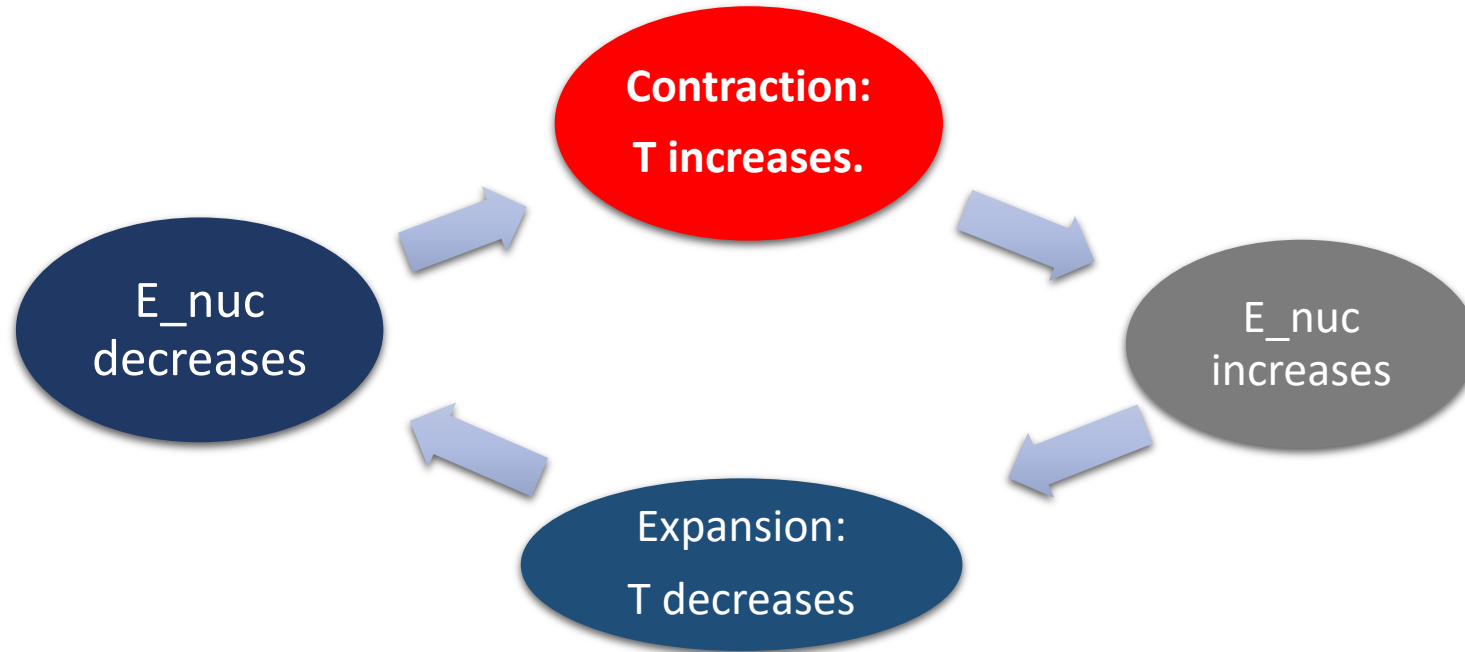 Contraction:
T increases.
E_nuc
increases
Expansion:
T decreases
E_nuc
decreases